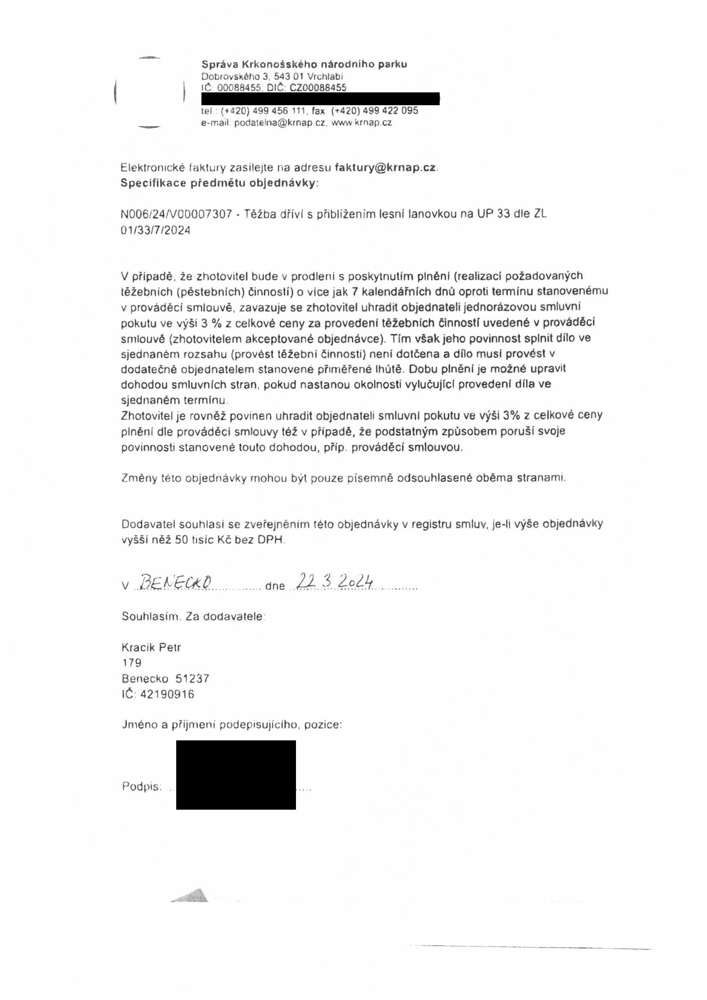 Správa Krkonošského národního parku
Dobrovského 3, 543 01 Vrchlabí
IČ: 00088455, DIČ: CZ00088455
tel.: (+420) 499 456 111, fax: (+420) 499 422 095
e-mail: podatelna@krnap.cz, www.krnap.cz
Elektronické faktury zasílejte na adresu faktury@krnap.cz.
Specifikace předmětu objednávky:
N006/24/V00007307 - Těžba dříví s přiblížením lesní lanovkou na UP 33 dle ZL
01/33/7/2024
V případě, že zhotovitel bude v prodlení s poskytnutím plnění (realizací požadovaných
těžebních (pěstebních) činností) o více jak 7 kalendářních dnů oproti termínu stanovenému
v prováděcí smlouvě, zavazuje se zhotovitel uhradit objednateli jednorázovou smluvní
pokutu ve výši 3 % z celkové ceny za provedení těžebních činností uvedené v prováděcí
smlouvě (zhotovitelem akceptované objednávce). Tím však jeho povinnost splnit dílo ve
sjednaném rozsahu (provést těžební činnosti) není dotčena a dílo musí provést v
dodatečně objednatelem stanovené přiměřené lhůtě. Dobu plnění je možné upravit
dohodou smluvních stran, pokud nastanou okolnosti vylučující provedení díla ve
sjednaném termínu.
Zhotovitel je rovněž povinen uhradit objednateli smluvní pokutu ve výši 3% z celkové ceny
plnění dle prováděcí smlouvy též v případě, že podstatným způsobem poruší svoje
povinnosti stanovené touto dohodou, příp. prováděcí smlouvou.
Změny této objednávky mohou být pouze písemně odsouhlasené oběma stranami.
Dodavatel souhlasí se zveřejněním této objednávky v registru smluv, je-li výše objednávky
vyšší něž 50 tisíc Kč bez DPH.
V BENECKO dne 22 3 2024
Souhlasím. Za dodavatele:
Kracík Petr
179
Benecko 51237
IČ: 42190916
Jméno a příjmení podepisujícího, pozice:
Podpis: